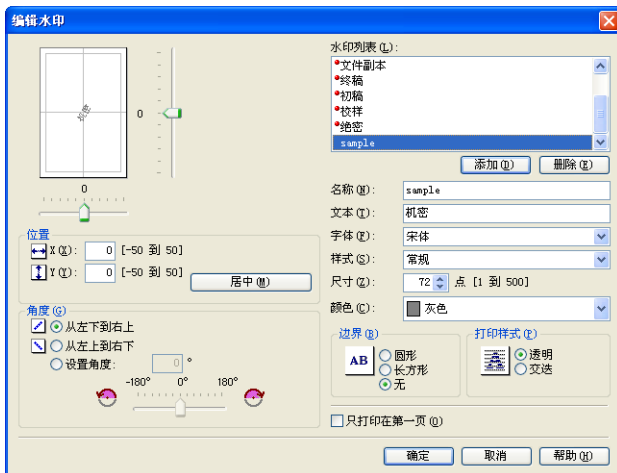 编辑水印
机密
0
0
位置
X(X): 0 [-50 到 50]
Y(Y): 0 [-50 到 50]
居中(M)
角度(G)
从左下到右上
从左上到右下
设置角度: 0 °
-180° 0° 180°
水印列表(L):
文件副本
终稿
初稿
校样
绝密
sample
添加(D) 删除(E)
名称(N): sample
文本(T): 机密
字体(F): 宋体
样式(S): 常规
尺寸(Z): 72 点 [1 到 500]
颜色(C): 灰色
边界(B)
AB
圆形
长方形
无
打印样式(P)
透明
交迭
只打印在第一页(O)
确定 取消 帮助(H)